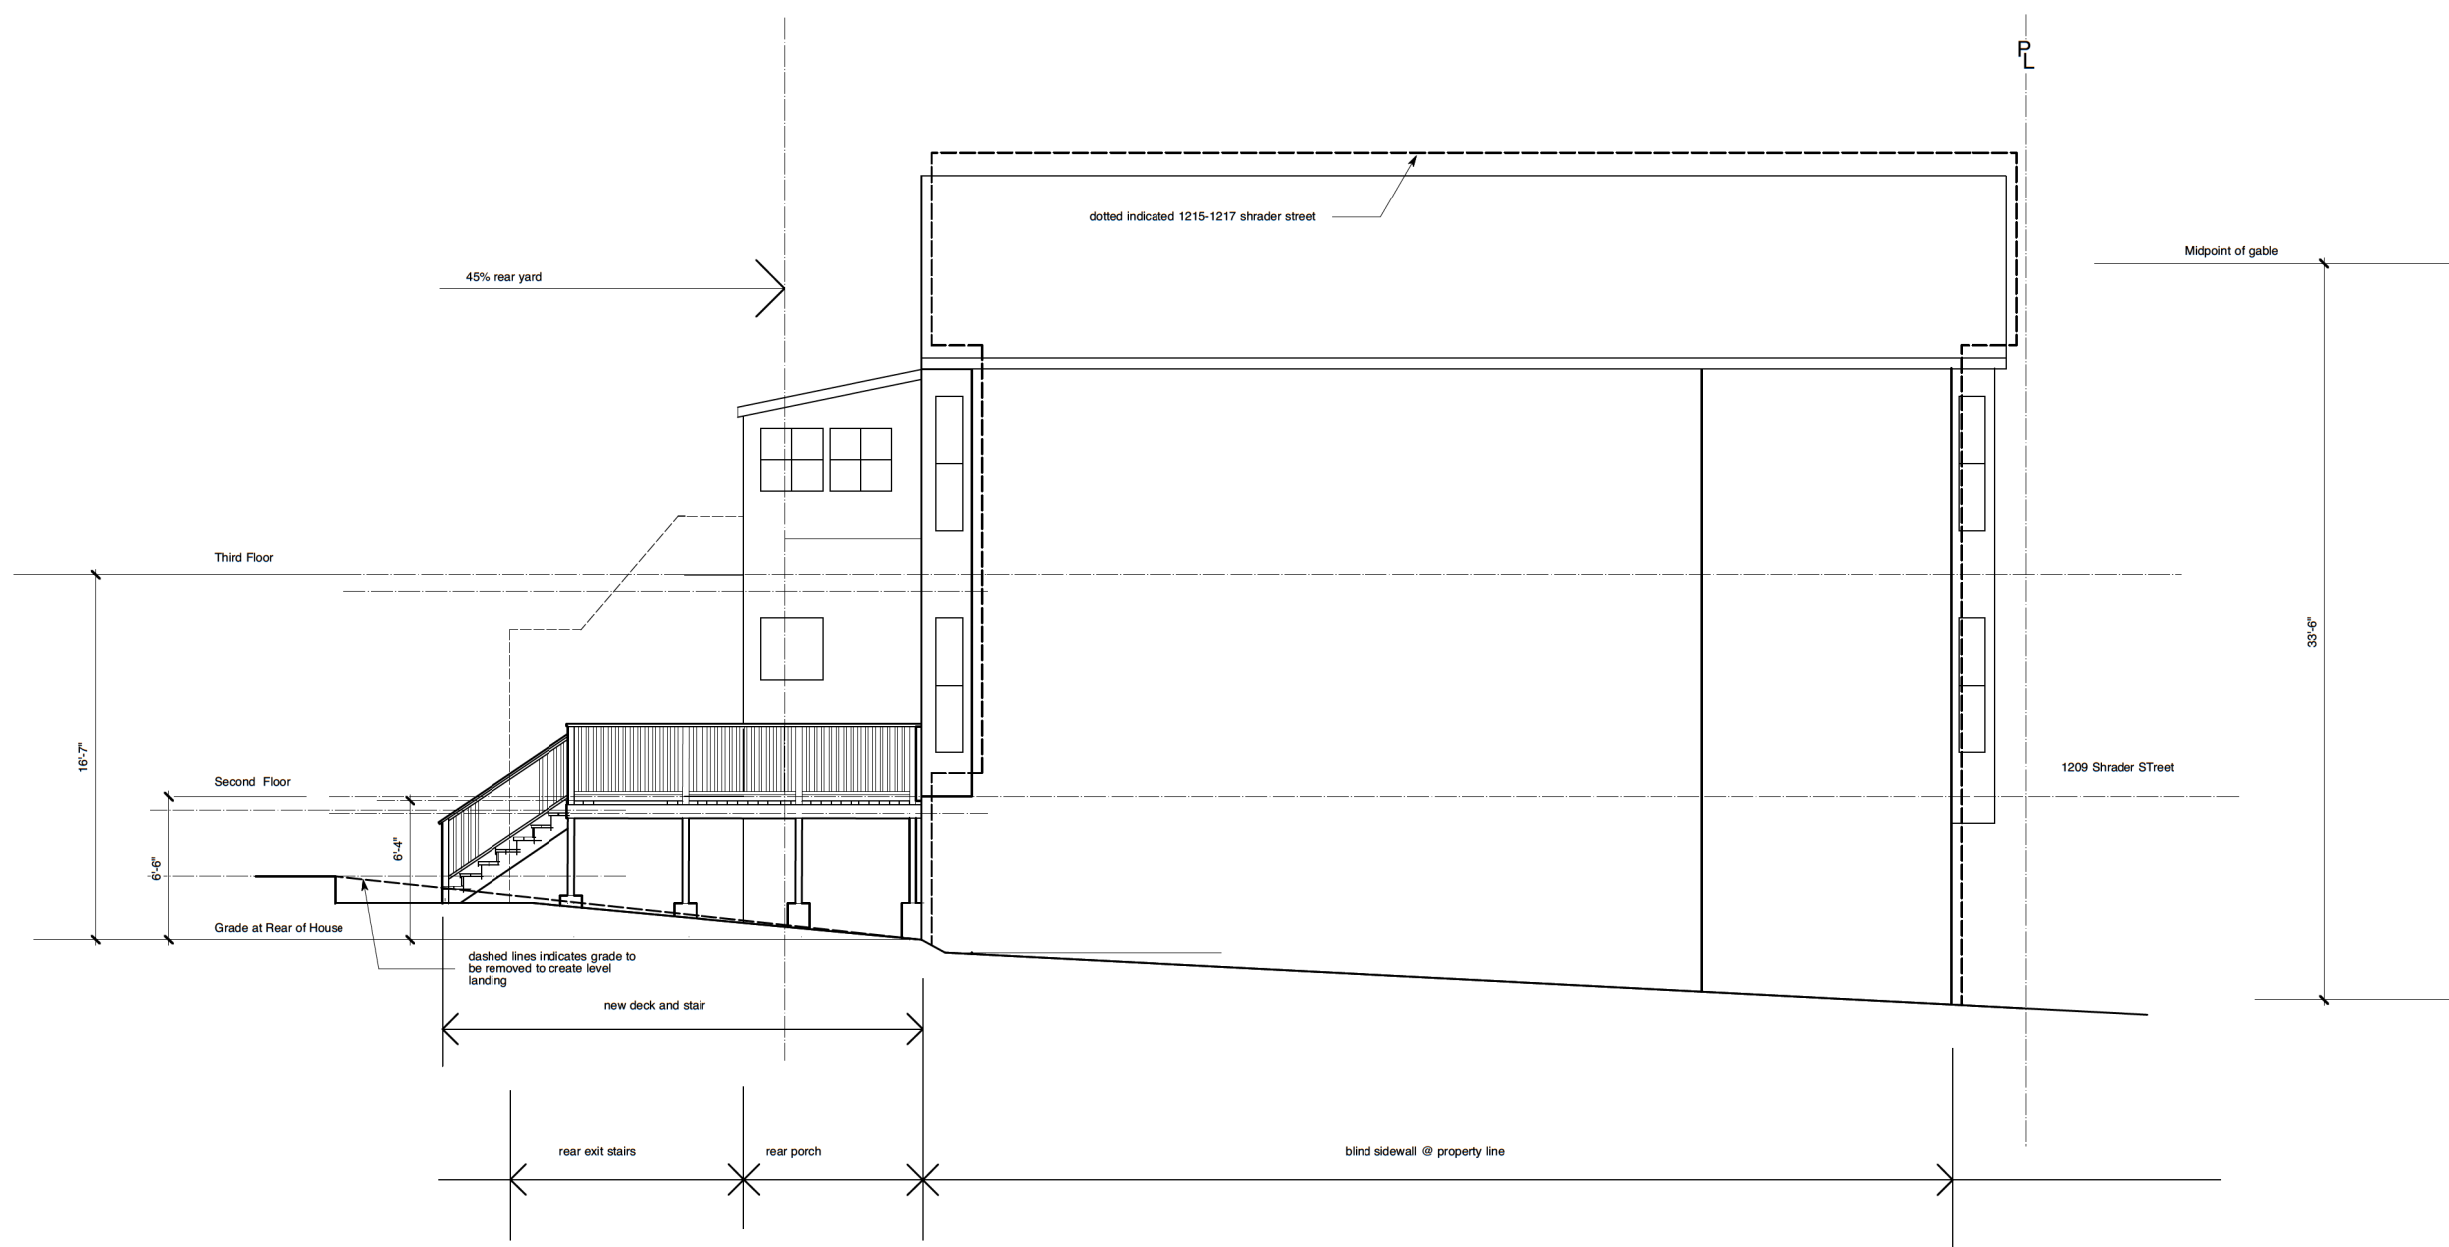 PL
dotted indicated 1215-1217 shrader street
Midpoint of gable
45% rear yard
Third Floor
33'-6"
16'-7"
Second Floor
1209 Shrader STreet
6'-4"
6'-6"
Grade at Rear of House
dashed lines indicates grade to
be removed to create level
landing
new deck and stair
rear exit stairs
rear porch
blind sidewall @ property line